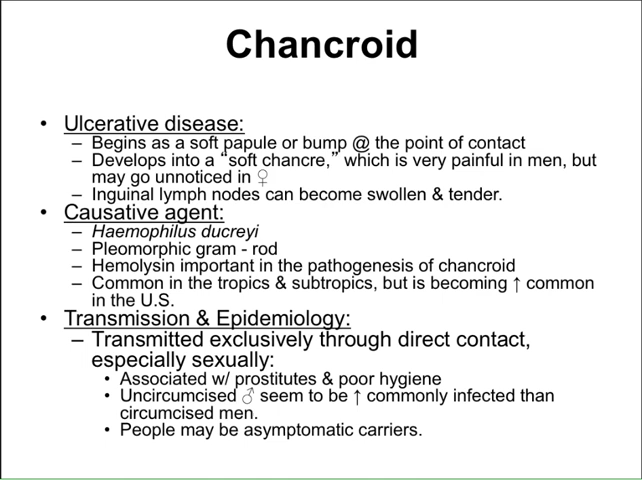 Chancroid
• Ulcerative disease:
– Begins as a soft papule or bump @ the point of contact
– Develops into a “soft chancre,” which is very painful in men, but
may go unnoticed in ♀
– Inguinal lymph nodes can become swollen & tender.
• Causative agent:
– Haemophilus ducreyi
– Pleomorphic gram - rod
– Hemolysin important in the pathogenesis of chancroid
– Common in the tropics & subtropics, but is becoming ↑ common
in the U.S.
• Transmission & Epidemiology:
– Transmitted exclusively through direct contact,
especially sexually:
• Associated w/ prostitutes & poor hygiene
• Uncircumcised ♂ seem to be ↑ commonly infected than
circumcised men.
• People may be asymptomatic carriers.